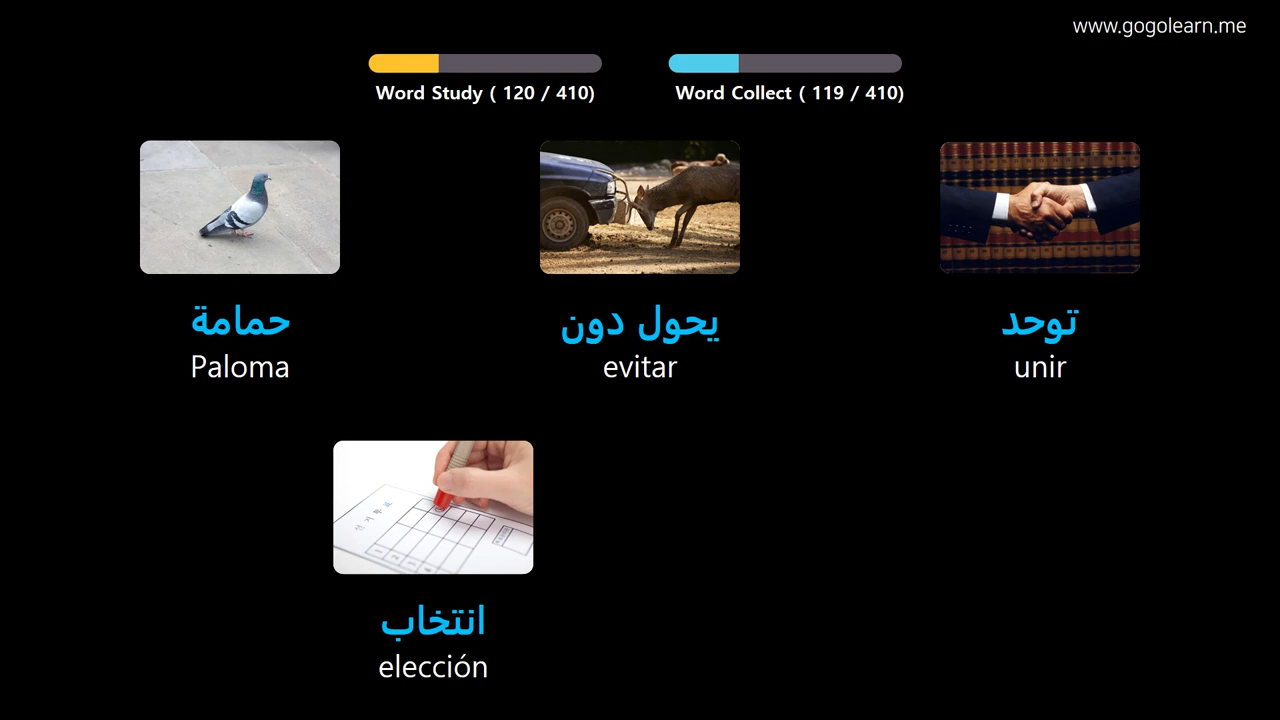 www.gogolearn.me
Word Study ( 120 / 410)
Word Collect ( 119 / 410)
حمامة
Paloma
يحول دون
evitar
توحد
unir
انتخاب
elección